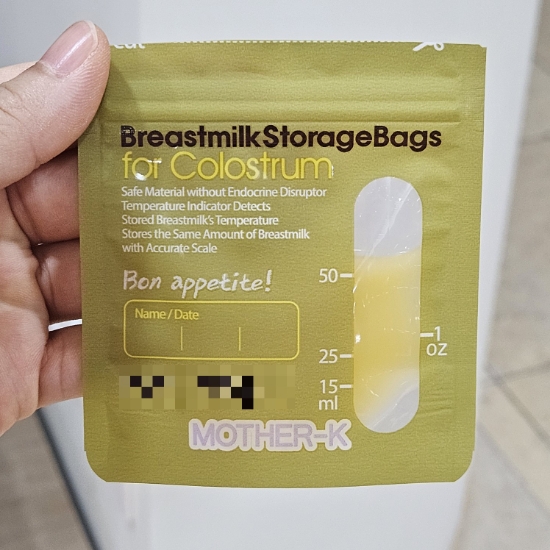 cut
BreastmilkStorageBags
for Colostrum
Safe Material without Endocrine Disruptor
Temperature Indicator Detects
Stored Breastmilk's Temperature
Stores the Same Amount of Breastmilk
with Accurate Scale
Bon appetite!
Name / Date
50
25
15
ml
1
oz
MOTHER-K